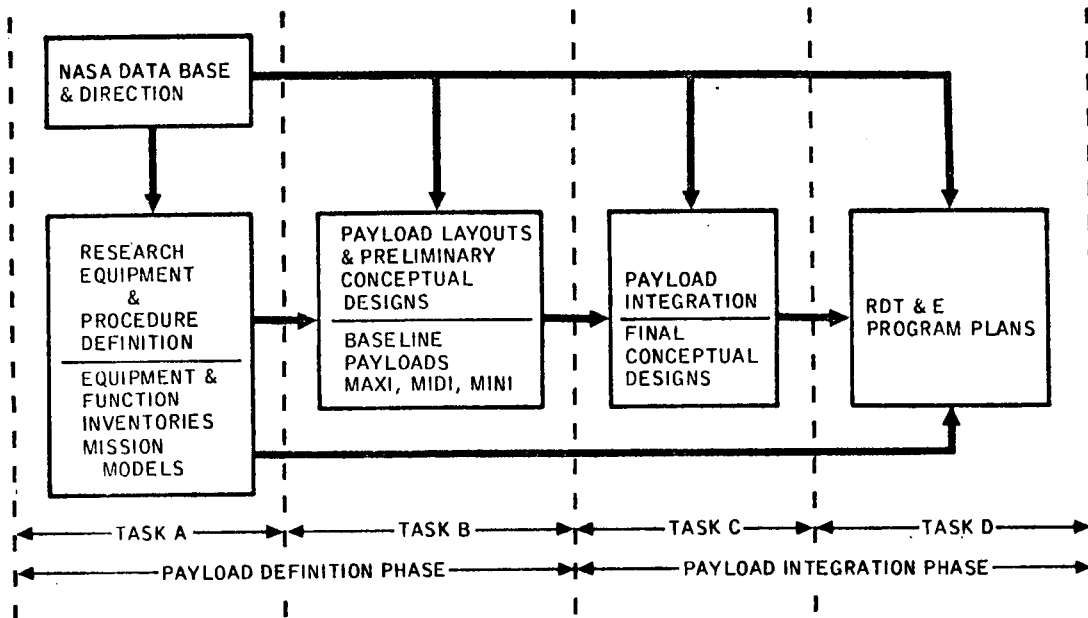 NASA DATA BASE
& DIRECTION
RESEARCH
EQUIPMENT
&
PROCEDURE
DEFINITION
EQUIPMENT &
FUNCTION
INVENTORIES
MISSION
MODELS
PAYLOAD LAYOUTS
& PRELIMINARY
CONCEPTUAL
DESIGNS
BASELINE
PAYLOADS
MAXI, MIDI, MINI
PAYLOAD
INTEGRATION
FINAL
CONCEPTUAL
DESIGNS
RDT & E
PROGRAM PLANS
TASK A
TASK B
TASK C
TASK D
PAYLOAD DEFINITION PHASE
PAYLOAD INTEGRATION PHASE